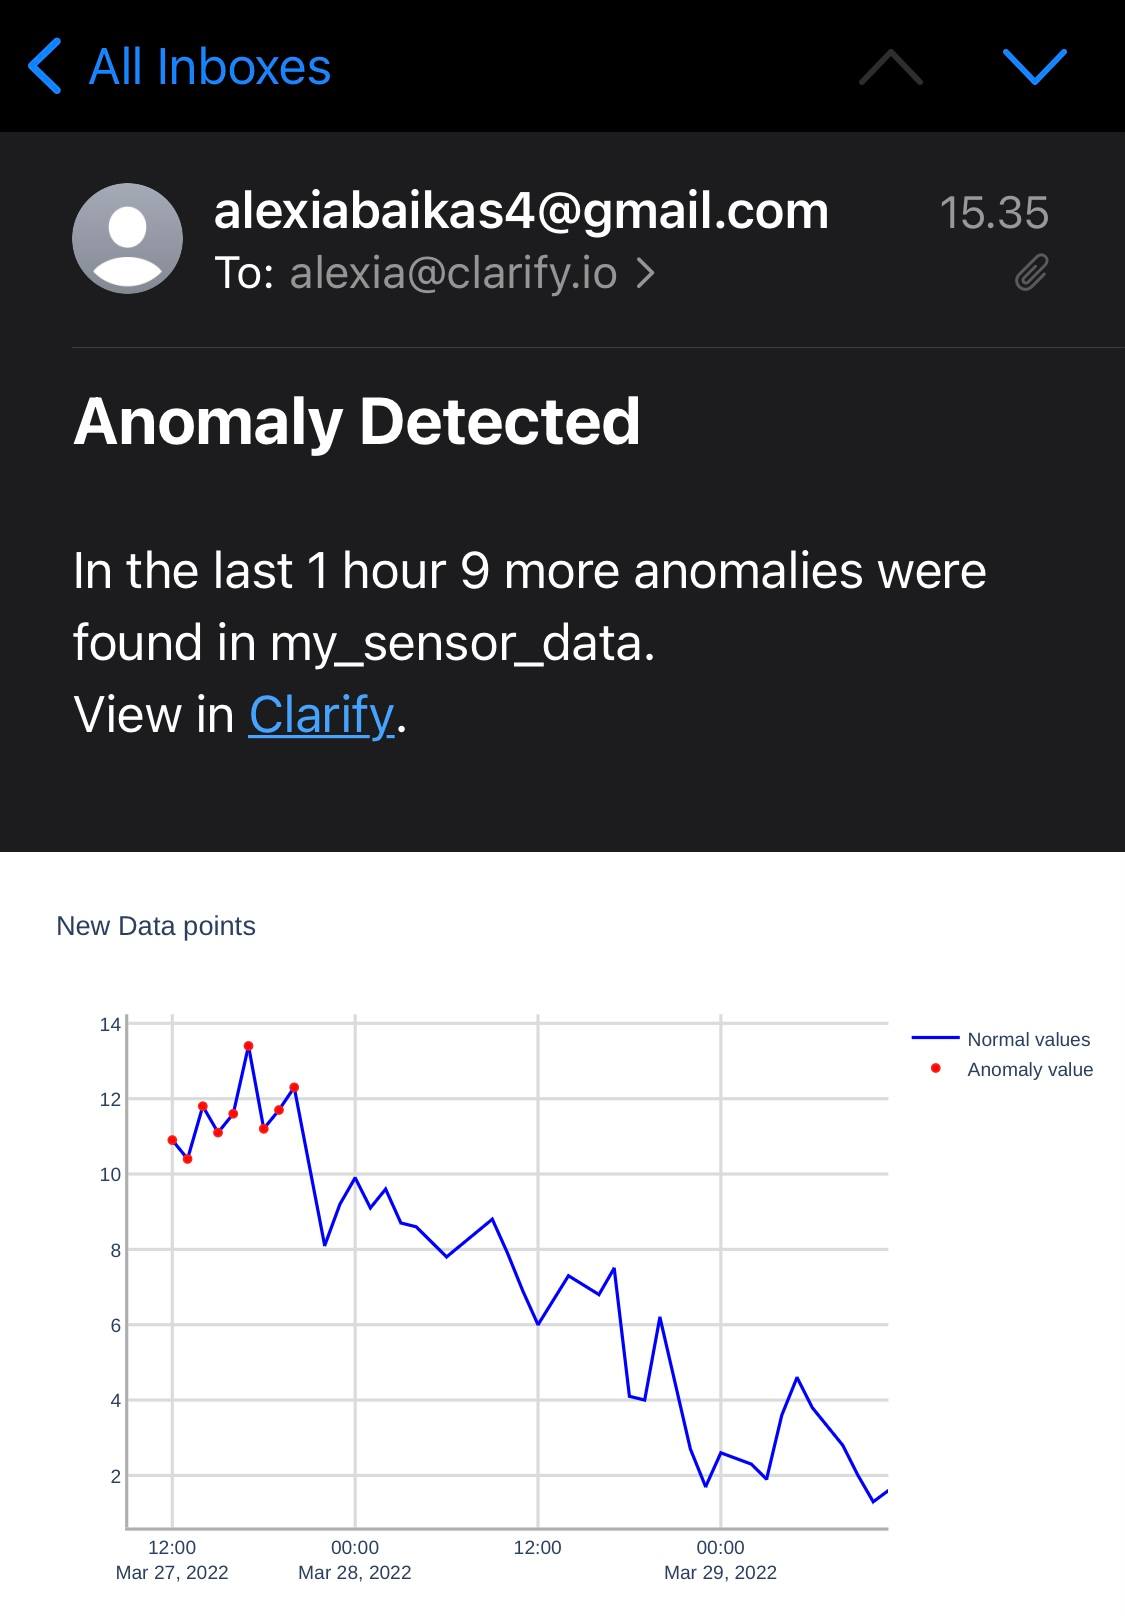 All Inboxes
alexiabaikas4@gmail.com
15.35
To: alexia@clarify.io
Anomaly Detected
In the last 1 hour 9 more anomalies were
found in my_sensor_data.
View in Clarify.
New Data points
14
12
10
8
6
4
2
12:00
Mar 27, 2022
00:00
Mar 28, 2022
12:00
00:00
Mar 29, 2022
Normal values
Anomaly value